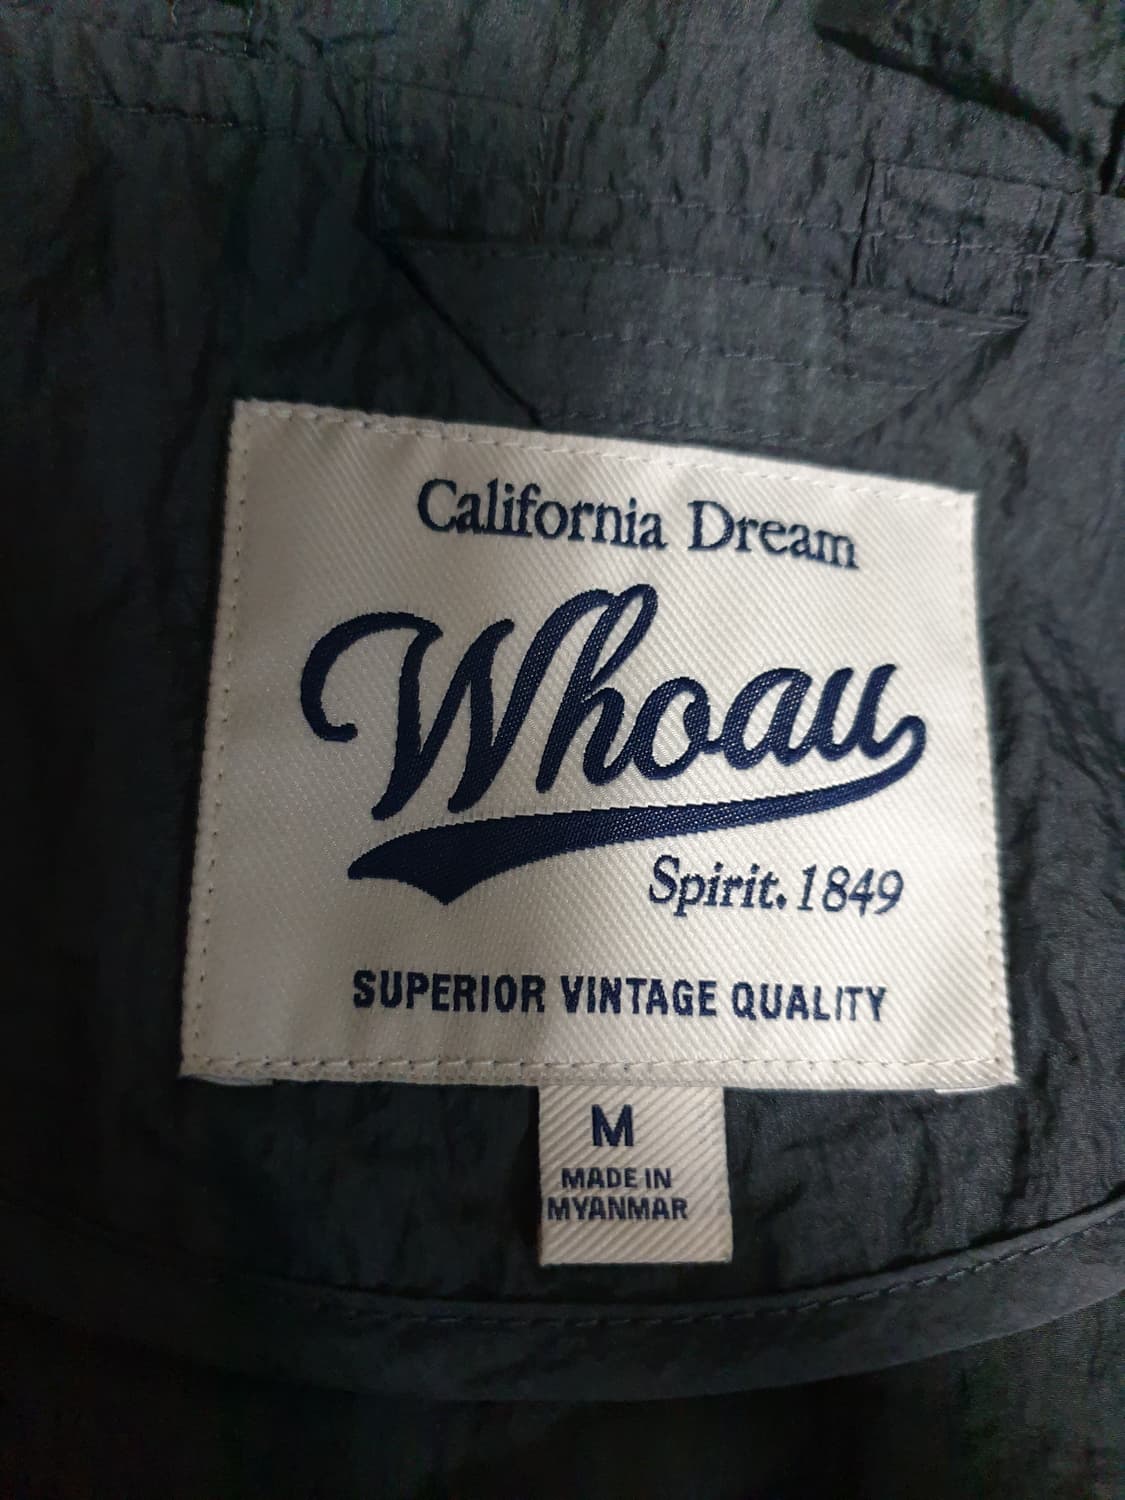 California Dream
Whoau
Spirit. 1849
SUPERIOR VINTAGE QUALITY
M
MADE IN
MYANMAR